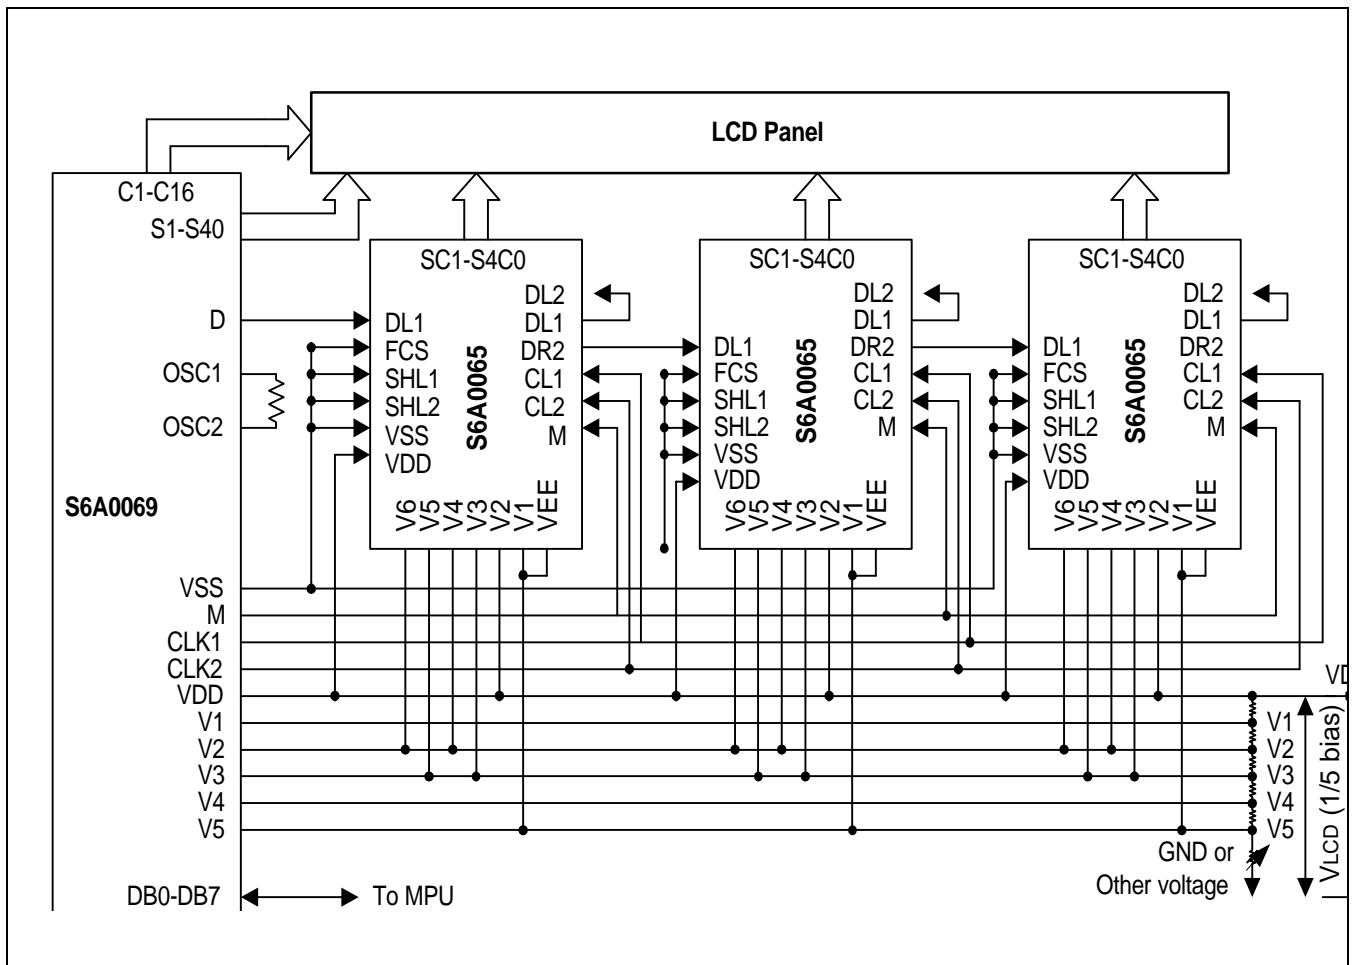 LCD Panel
C1-C16
S1-S40
D
OSC1
OSC2
S6A0069
VSS
M
CLK1
CLK2
VDD
V1
V2
V3
V4
V5
DB0-DB7
To MPU
SC1-S4C0
DL1
FCS
SHL1
SHL2
VSS
VDD
S6A0065
DL2
DL1
DR2
CL1
CL2
M
V6
V5
V4
V3
V2
V1
VEE
SC1-S4C0
DL1
FCS
SHL1
SHL2
VSS
VDD
S6A0065
DL2
DL1
DR2
CL1
CL2
M
V6
V5
V4
V3
V2
V1
VEE
SC1-S4C0
DL1
FCS
SHL1
SHL2
VSS
VDD
S6A0065
DL2
DL1
DR2
CL1
CL2
M
V6
V5
V4
V3
V2
V1
VEE
V1
V2
V3
V4
V5
GND or
Other voltage
VLCD (1/5 bias)